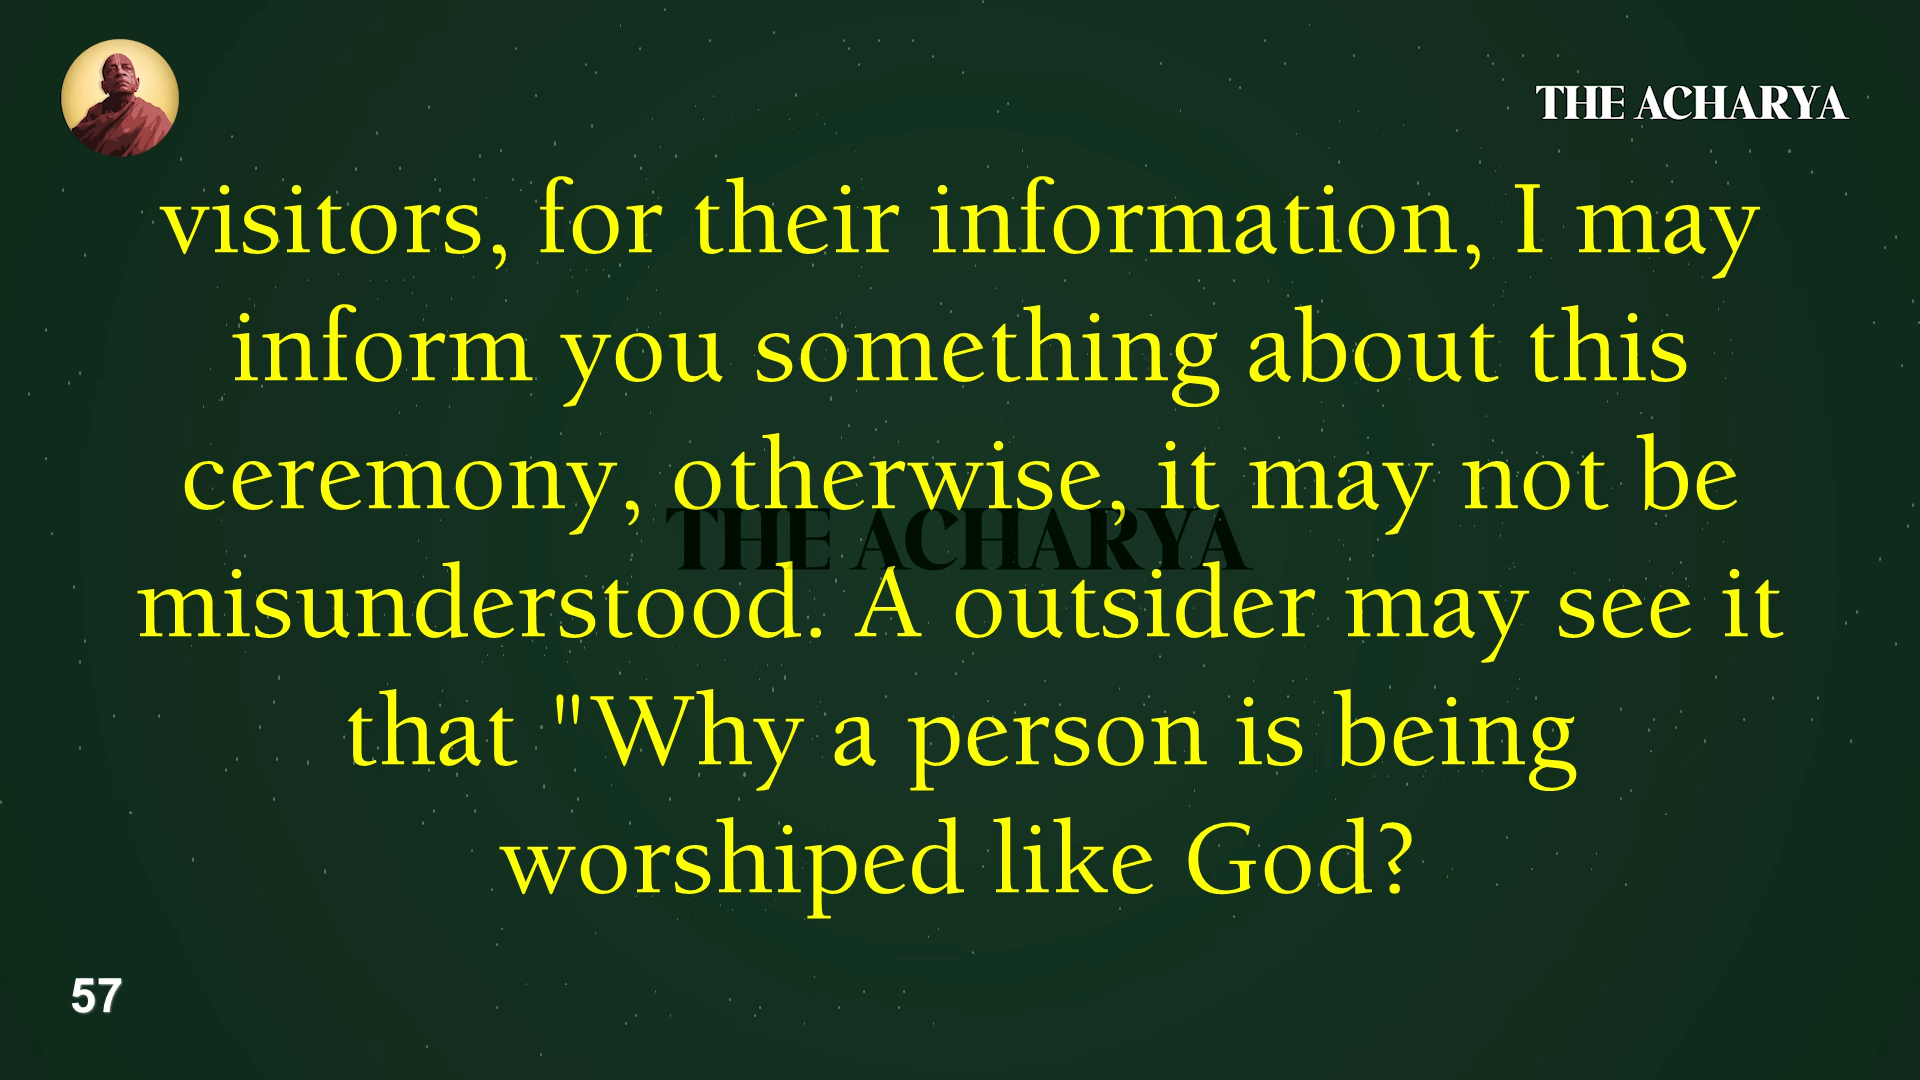 THE ACHARYA
visitors, for their information, I may
inform you something about this
ceremony, otherwise, it may not be
THE ACHARYA
misunderstood. A outsider may see it
that "Why a person is being
worshiped like God?
57